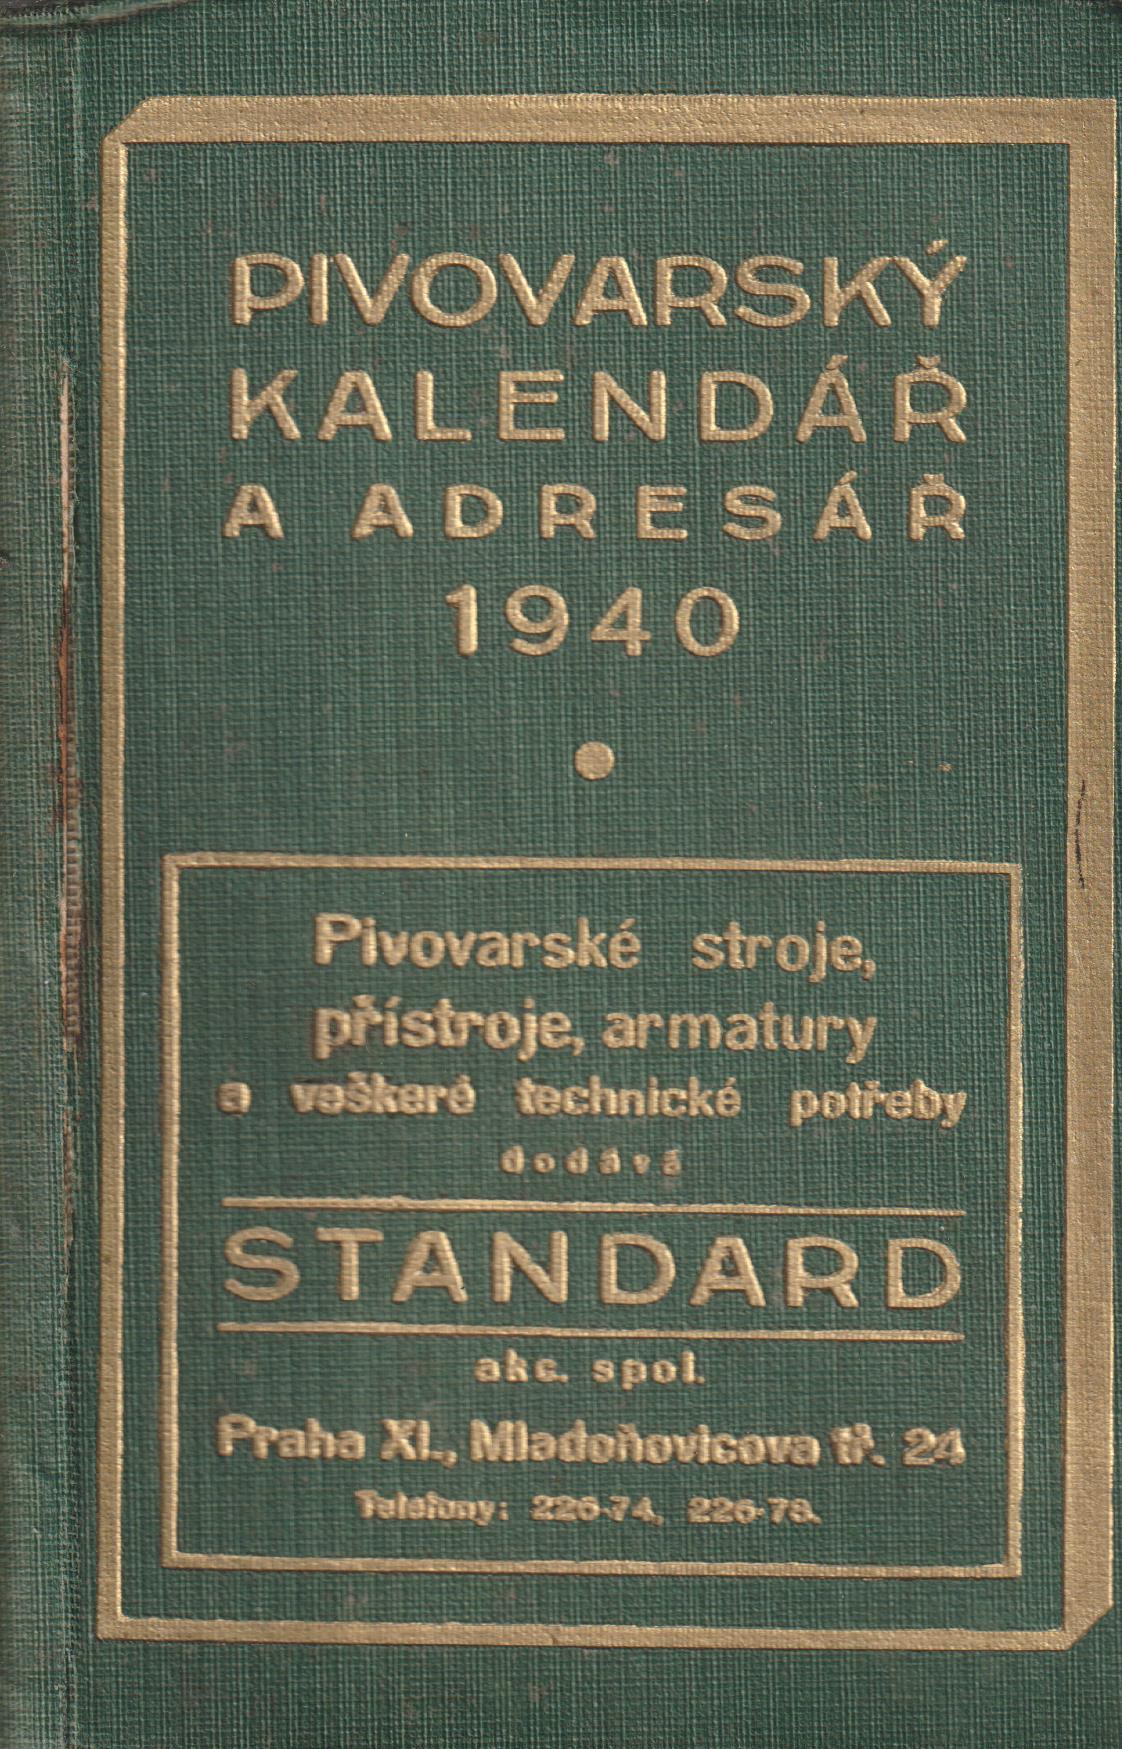 PIVOVARSKÝ
KALENDÁŘ
A ADRESÁŘ
1940
Pivovarské stroje,
přístroje, armatury
a veškeré technické potřeby
dodává
STANDARD
akc. spol.
Praha XI., Mladoňovicova tř. 24
Telefony: 226-74, 226-78.